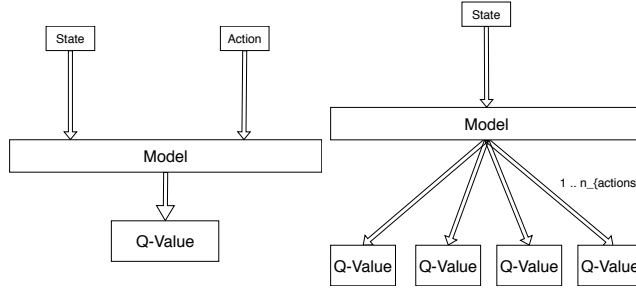 State
Action
Model
Q-Value
State
Model
1 .. n_{actions
Q-Value
Q-Value
Q-Value
Q-Value